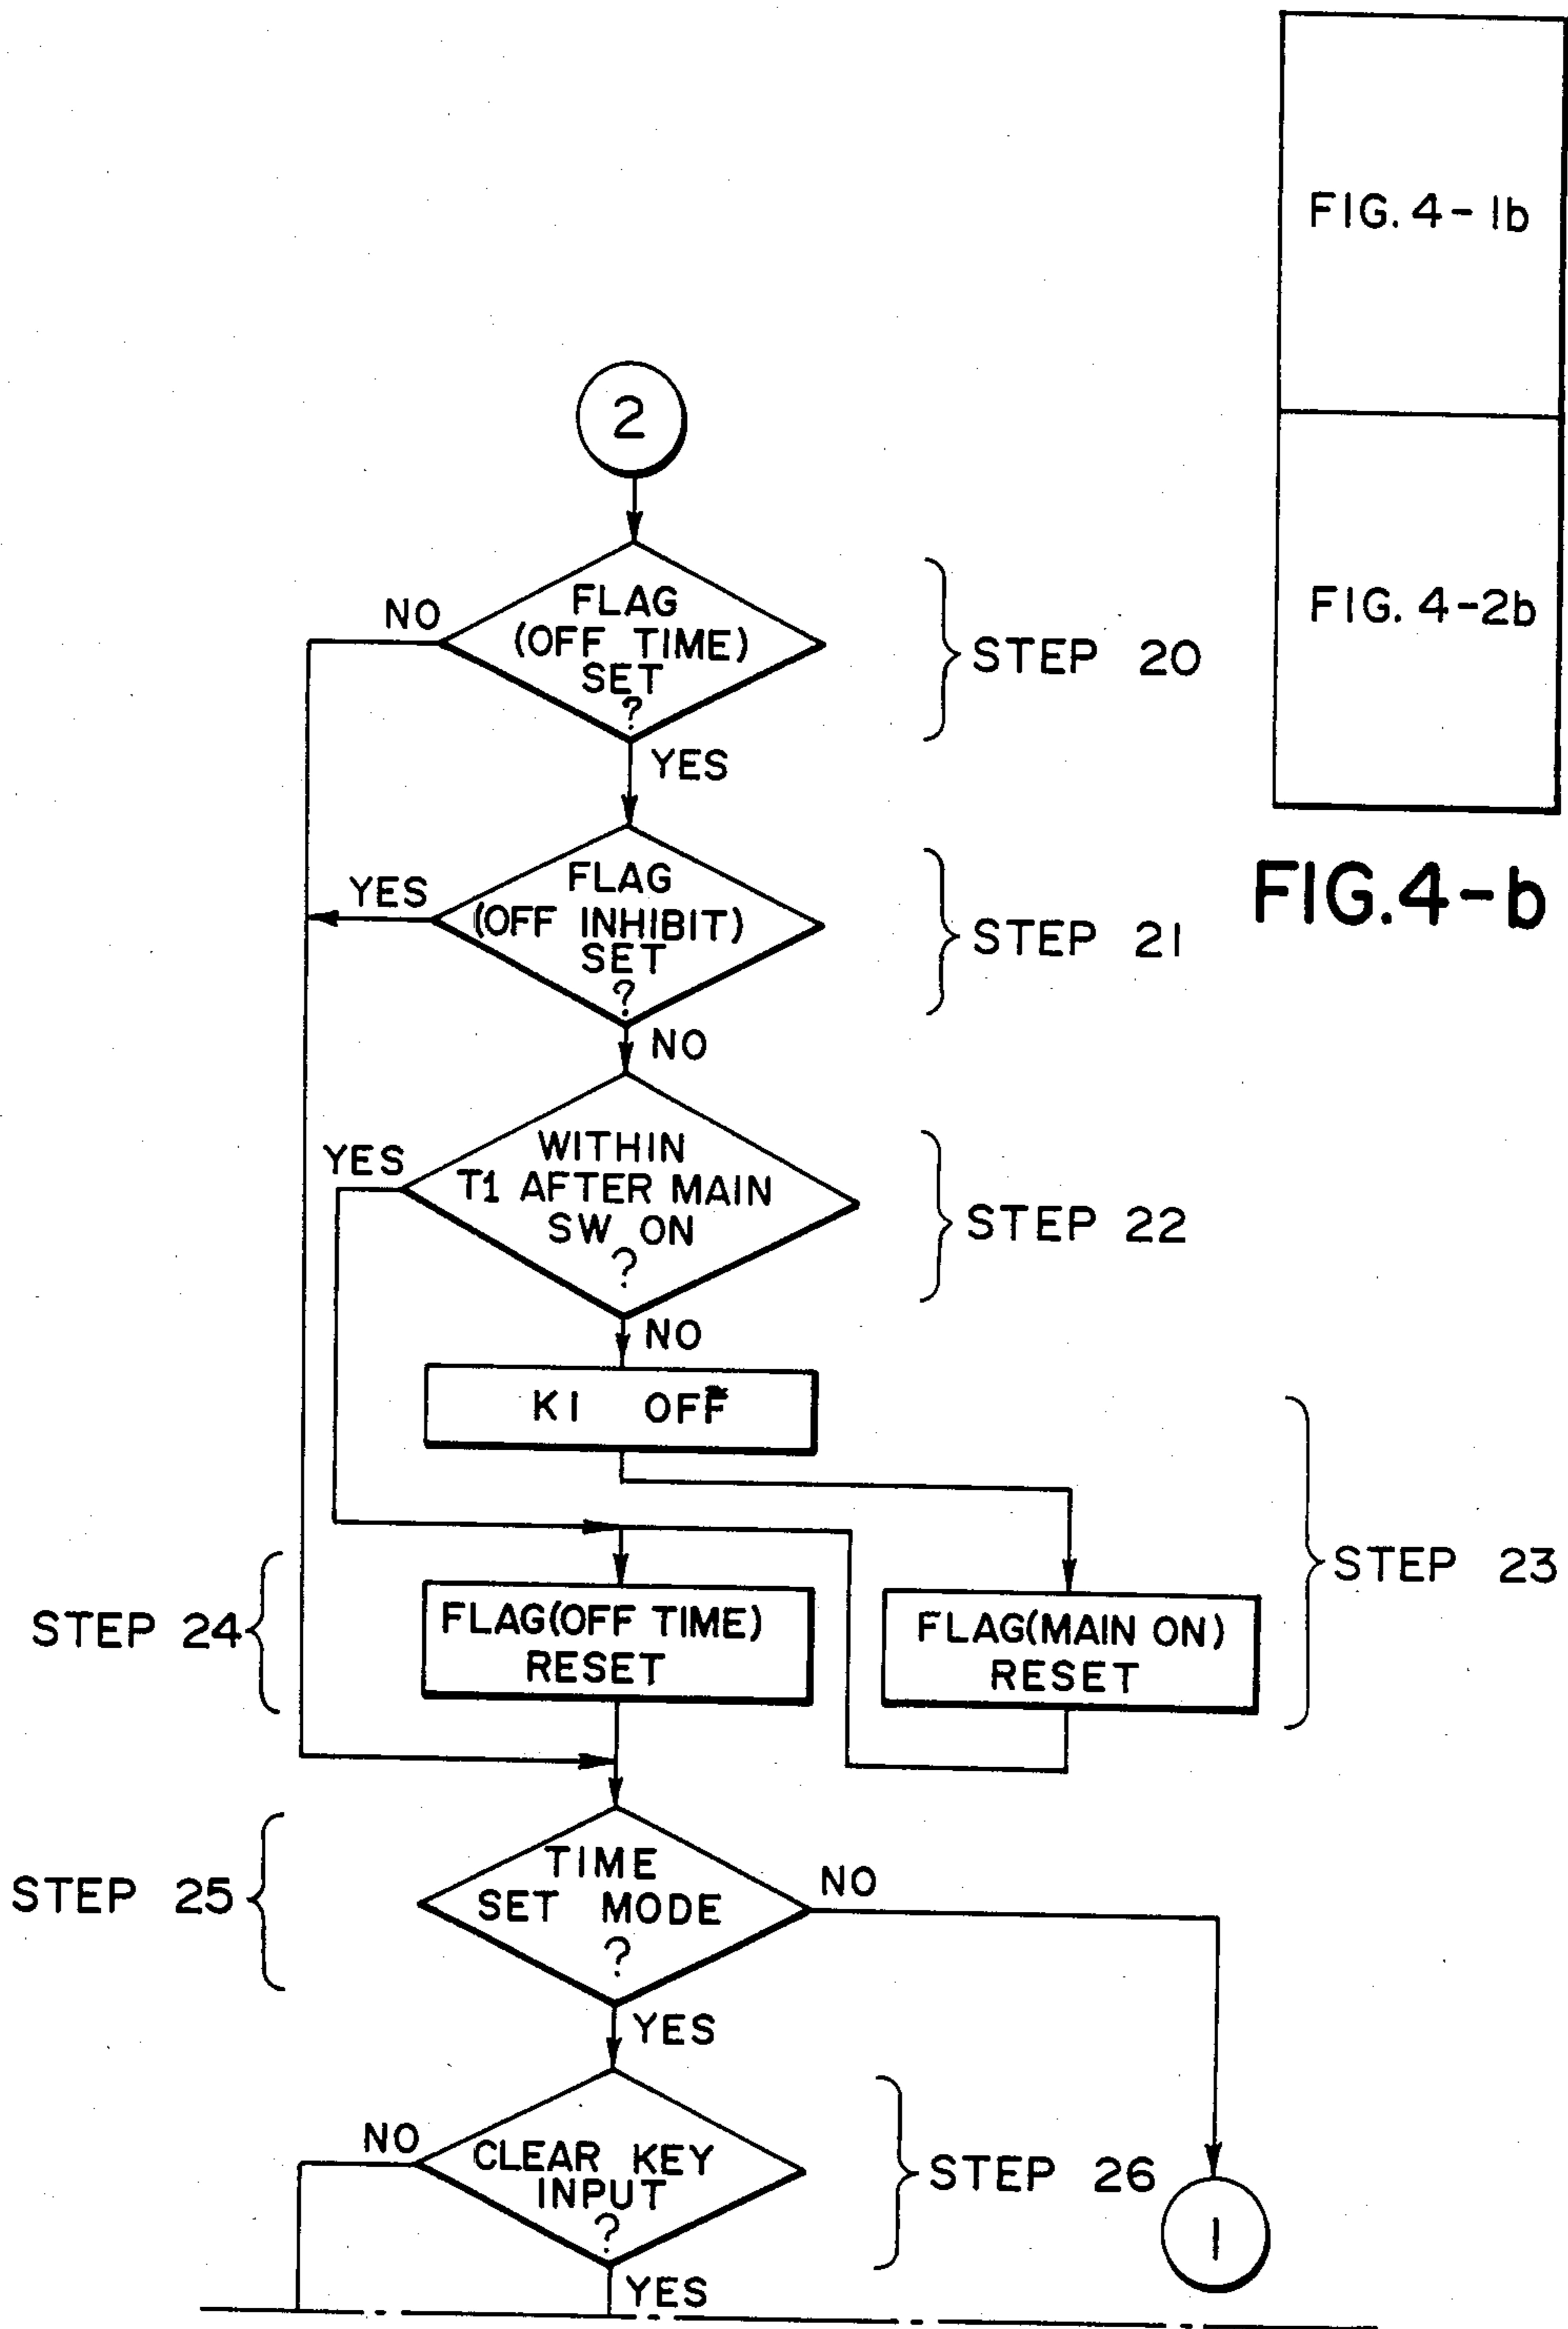 FIG. 4-1b
FIG. 4-2b
FIG.4-b
2
FLAG
(OFF TIME)
SET
?
NO
YES
STEP 20
FLAG
(OFF INHIBIT)
SET
?
YES
NO
STEP 21
WITHIN
T1 AFTER MAIN
SW ON
?
YES
NO
STEP 22
K1 OFF
FLAG(MAIN ON)
RESET
STEP 23
STEP 24
FLAG(OFF TIME)
RESET
STEP 25
TIME
SET MODE
?
NO
YES
CLEAR KEY
INPUT
?
NO
YES
STEP 26
1